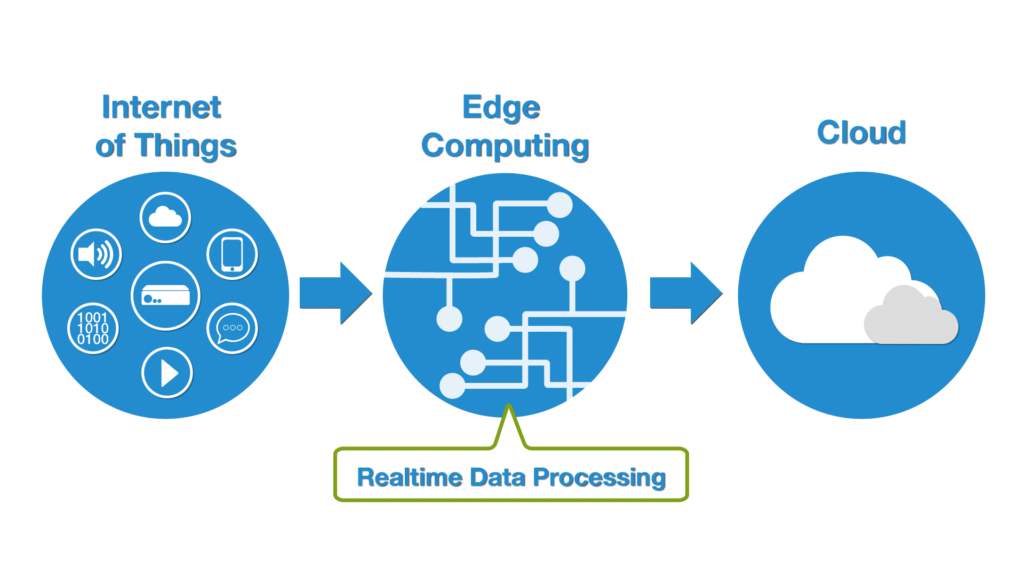 Internet
of Things
Edge
Computing
Cloud
1001
1010
0100
Realtime Data Processing